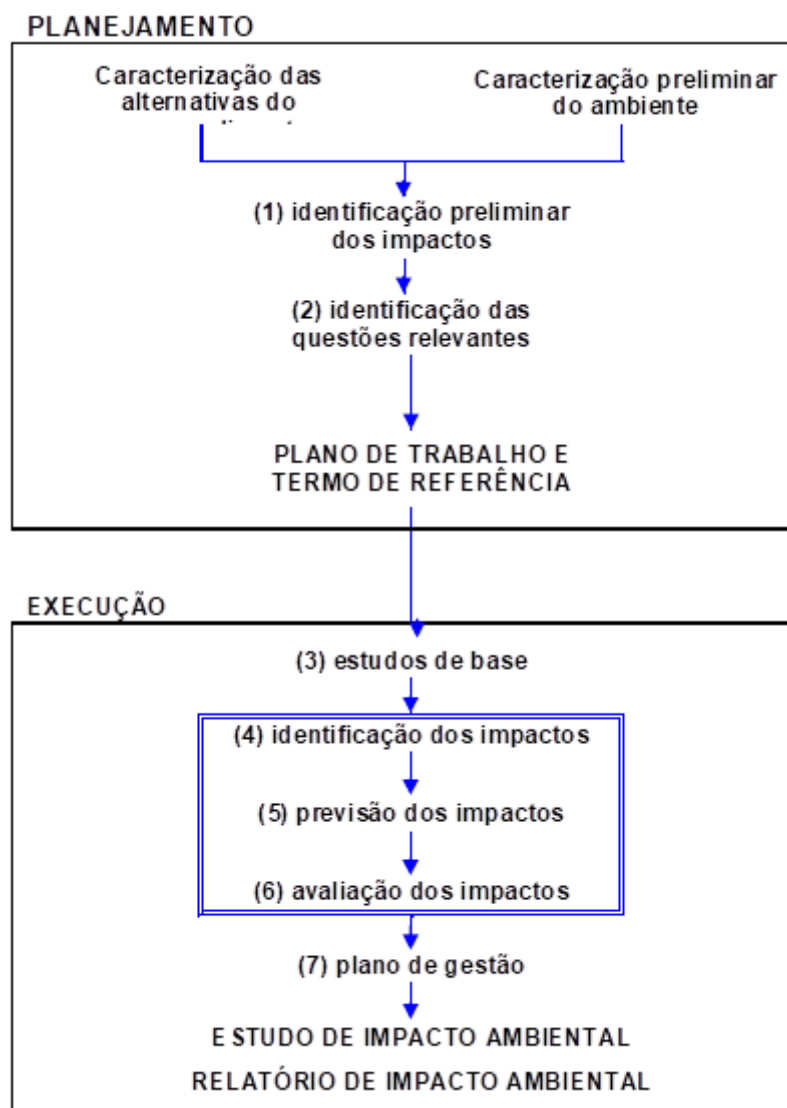 PLANEJAMENTO
Caracterização das
alternativas do
Caracterização preliminar
do ambiente
(1) identificação preliminar
dos impactos
(2) identificação das
questões relevantes
PLANO DE TRABALHO E
TERMO DE REFERÊNCIA
EXECUÇÃO
(3) estudos de base
(4) identificação dos impactos
(5) previsão dos impactos
(6) avaliação dos impactos
(7) plano de gestão
ESTUDO DE IMPACTO AMBIENTAL
RELATÓRIO DE IMPACTO AMBIENTAL